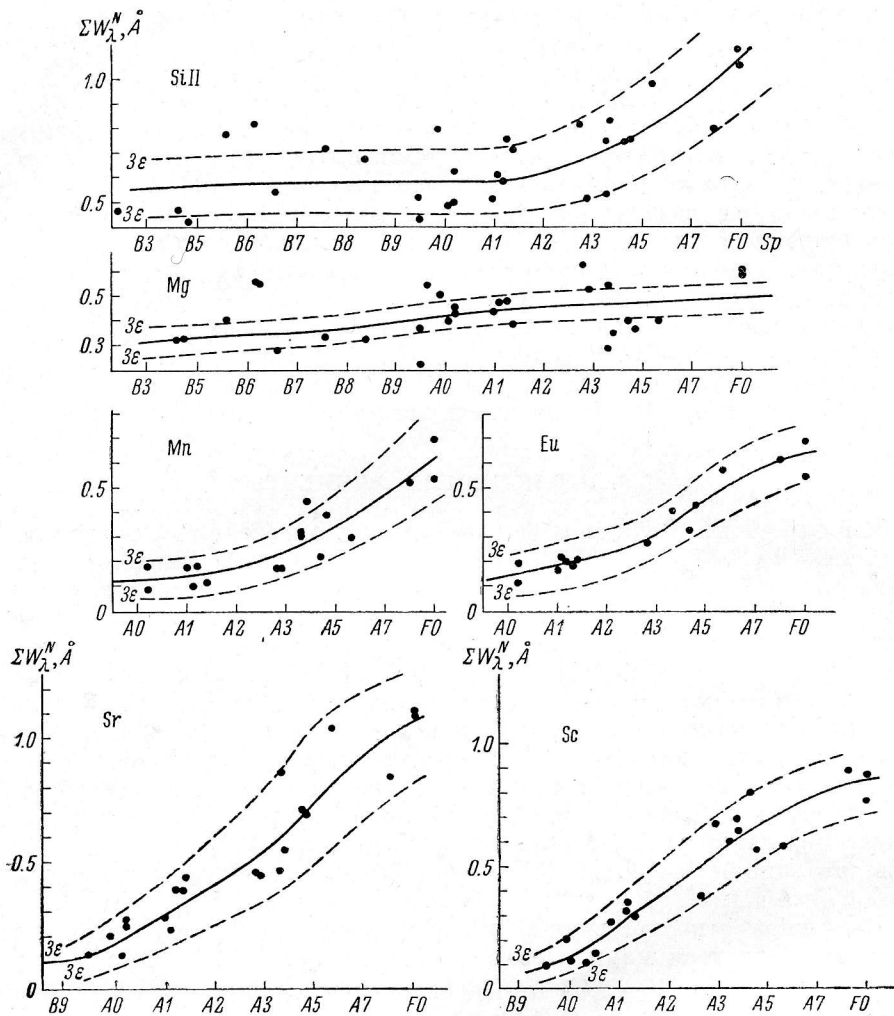 ΣW_λ^N, Å
SiII
1.0
3ε
0.5
3ε
B3 B5 B6 B7 B8 A0 A1 A2 A3 A5 A7 F0 Sp
Mg
0.5
3ε
0.3
3ε
B3 B5 B6 B7 B8 A0 A1 A2 A3 A5 A7 F0
Mn
0.5
3ε
3ε
0
A0 A1 A2 A3 A5 A7 F0
Eu
0.5
3ε
3ε
0
A0 A1 A2 A3 A5 A7 F0
ΣW_λ^N, Å
Sr
1.0
0.5
3ε
3ε
0
B9 A0 A1 A2 A3 A5 A7 F0
ΣW_λ^N, Å
Sc
1.0
0.5
3ε
3ε
0
B9 A0 A1 A2 A3 A5 A7 F0